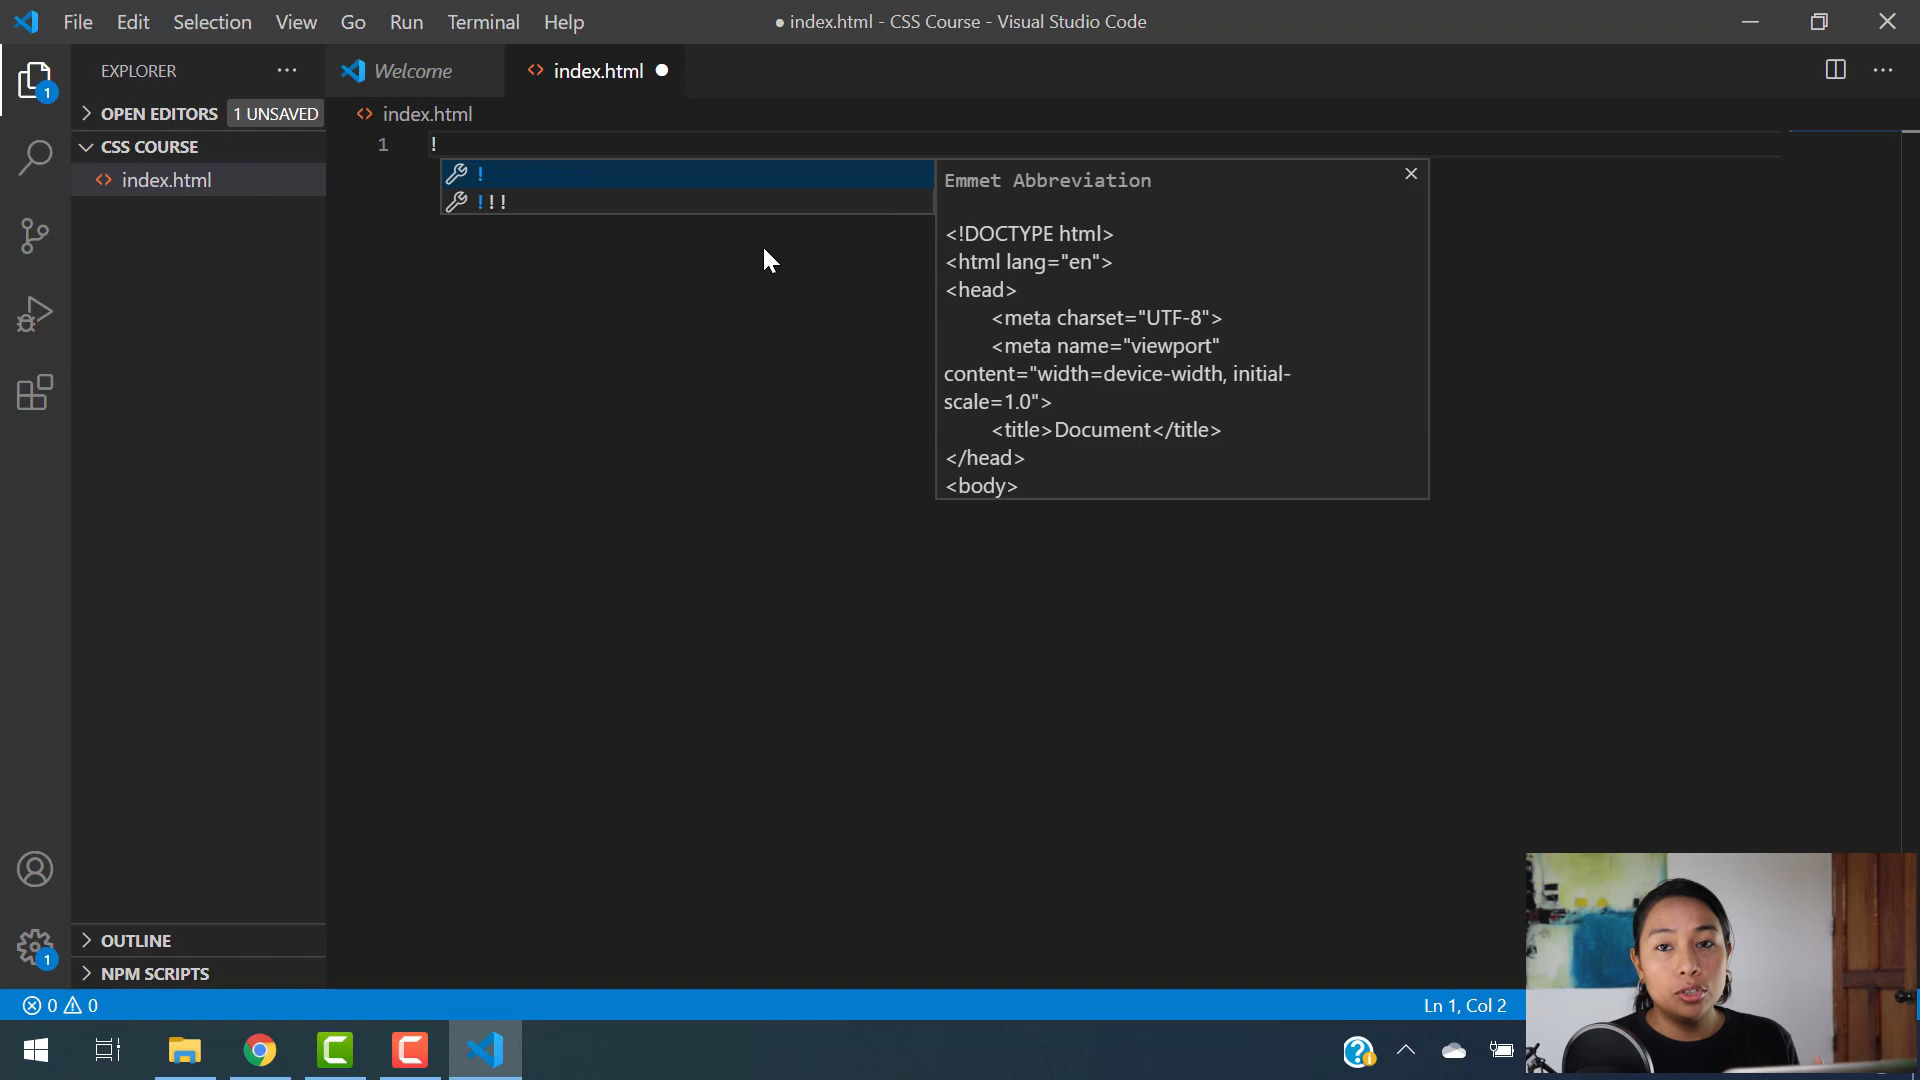 File Edit Selection View Go Run Terminal Help
● index.html - CSS Course - Visual Studio Code
EXPLORER
Welcome
index.html
OPEN EDITORS 1 UNSAVED
CSS COURSE
index.html
index.html
1 !
!
!!!
Emmet Abbreviation
<!DOCTYPE html>
<html lang="en">
<head>
<meta charset="UTF-8">
<meta name="viewport"
content="width=device-width, initial-
scale=1.0">
<title>Document</title>
</head>
<body>
1
1
OUTLINE
NPM SCRIPTS
0 0
Ln 1, Col 2